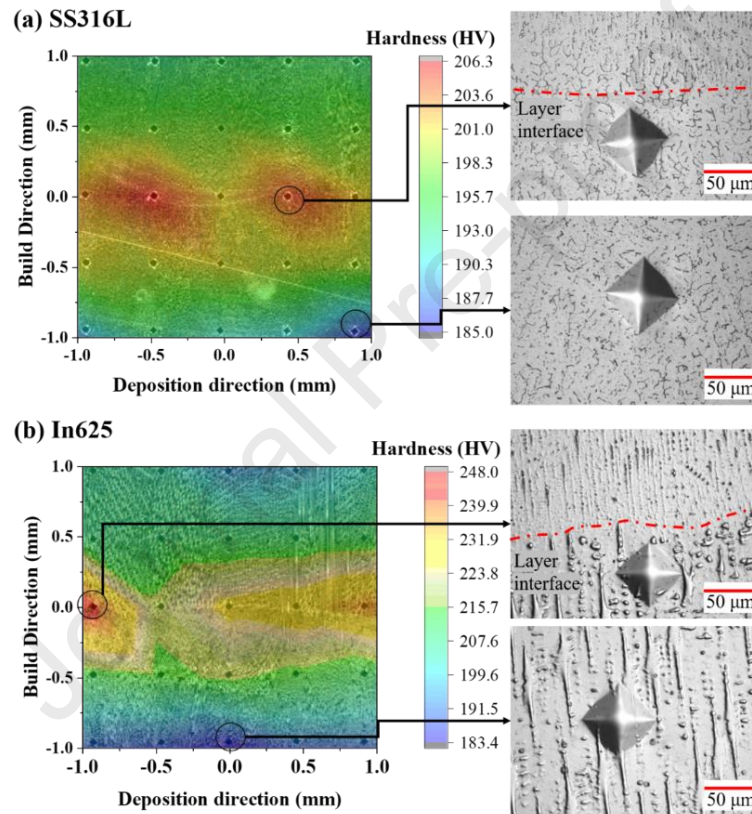 (a) SS316L
Hardness (HV)
1.0
0.5
0.0
-0.5
-1.0
Build Direction (mm)
-1.0 -0.5 0.0 0.5 1.0
Deposition direction (mm)
206.3
203.6
201.0
198.3
195.7
193.0
190.3
187.7
185.0
Layer
interface
50 μm
50 μm
(b) In625
Hardness (HV)
1.0
0.5
0.0
-0.5
-1.0
Build Direction (mm)
-1.0 -0.5 0.0 0.5 1.0
Deposition direction (mm)
248.0
239.9
231.9
223.8
215.7
207.6
199.6
191.5
183.4
Layer
interface
50 μm
50 μm
Journal Pre-p